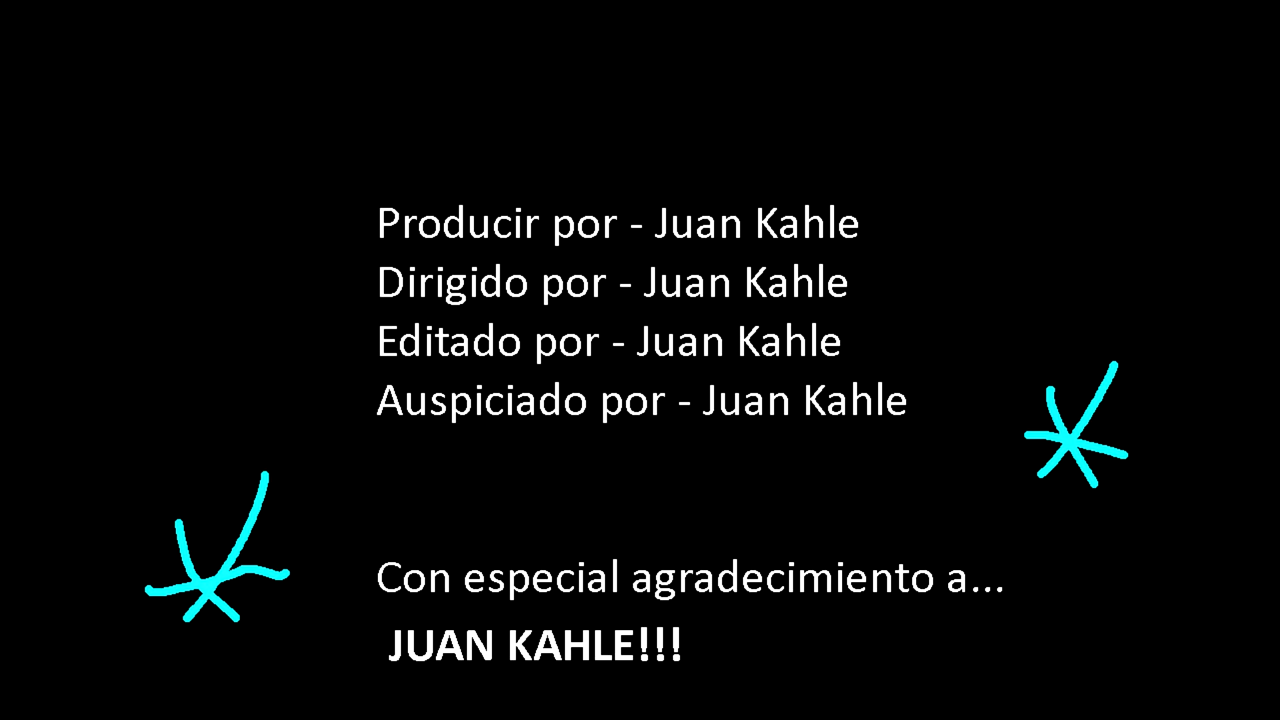 Producir por - Juan Kahle
Dirigido por - Juan Kahle
Editado por - Juan Kahle
Auspiciado por - Juan Kahle
Con especial agradecimiento a...
JUAN KAHLE!!!